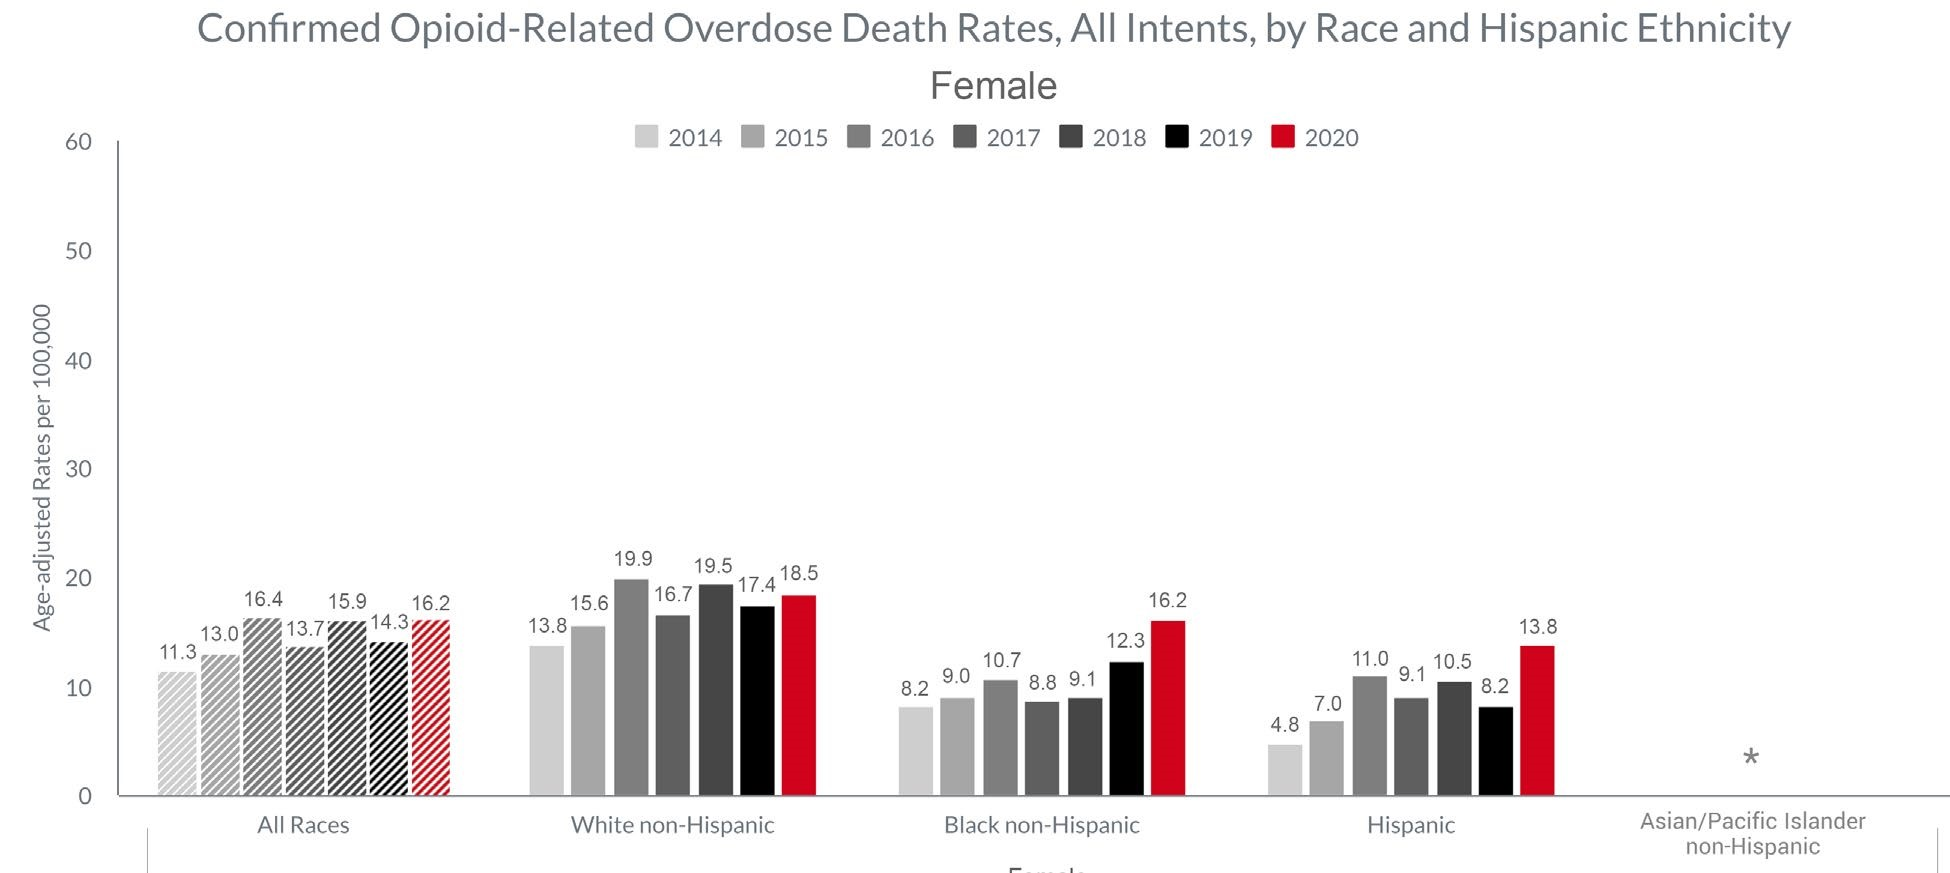 Confirmed Opioid-Related Overdose Death Rates, All Intents, by Race and Hispanic Ethnicity
Female
2014 2015 2016 2017 2018 2019 2020
Age-adjusted Rates per 100,000
60
50
40
30
20
10
0
11.3 13.0 16.4 13.7 15.9 14.3 16.2
13.8 15.6 19.9 16.7 19.5 17.4 18.5
8.2 9.0 10.7 8.8 9.1 12.3 16.2
4.8 7.0 11.0 9.1 10.5 8.2 13.8
*
All Races
White non-Hispanic
Black non-Hispanic
Hispanic
Asian/Pacific Islander
non-Hispanic